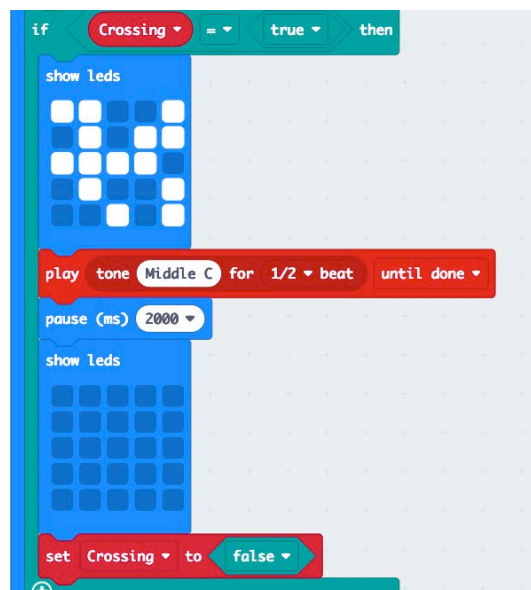 if Crossing = true then
show leds
play tone Middle C for 1/2 beat until done
pause (ms) 2000
show leds
set Crossing to false